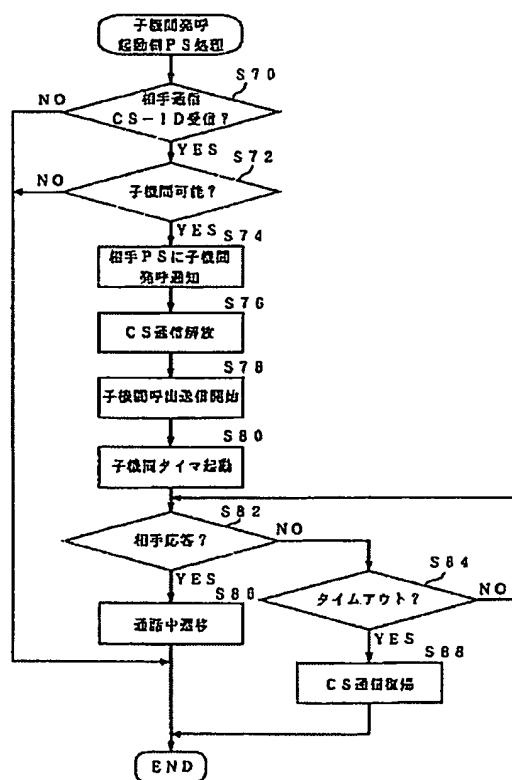 子機間発呼
起動側PS処理
S70
NO
相手通信
CS-ID受信?
YES
S72
NO
子機間可能?
YES
S74
相手PSに子機間
発呼通知
S76
CS通信解放
S78
子機間呼出送信開始
S80
子機間タイマ起動
S82
相手応答?
NO
S84
YES
タイムアウト?
NO
S86
通話中遷移
YES
S88
CS通信復帰
END